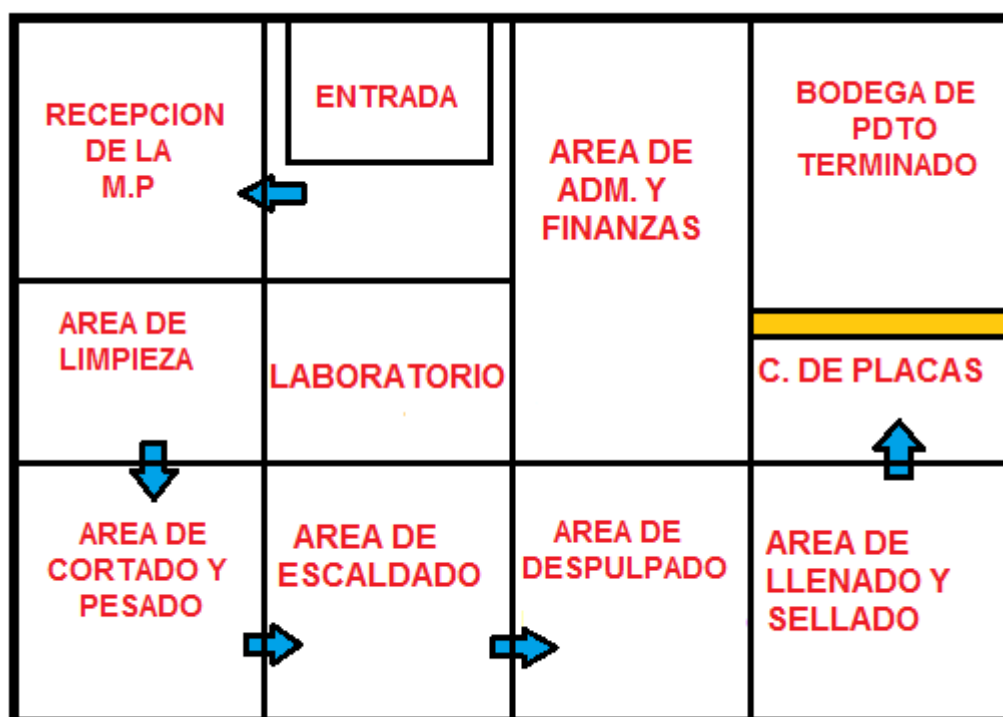 RECEPCION
DE LA
M.P
ENTRADA
AREA DE
ADM. Y
FINANZAS
BODEGA DE
PDTO
TERMINADO
AREA DE
LIMPIEZA
LABORATORIO
C. DE PLACAS
AREA DE
CORTADO Y
PESADO
AREA DE
ESCALDADO
AREA DE
DESPULPADO
AREA DE
LLENADO Y
SELLADO